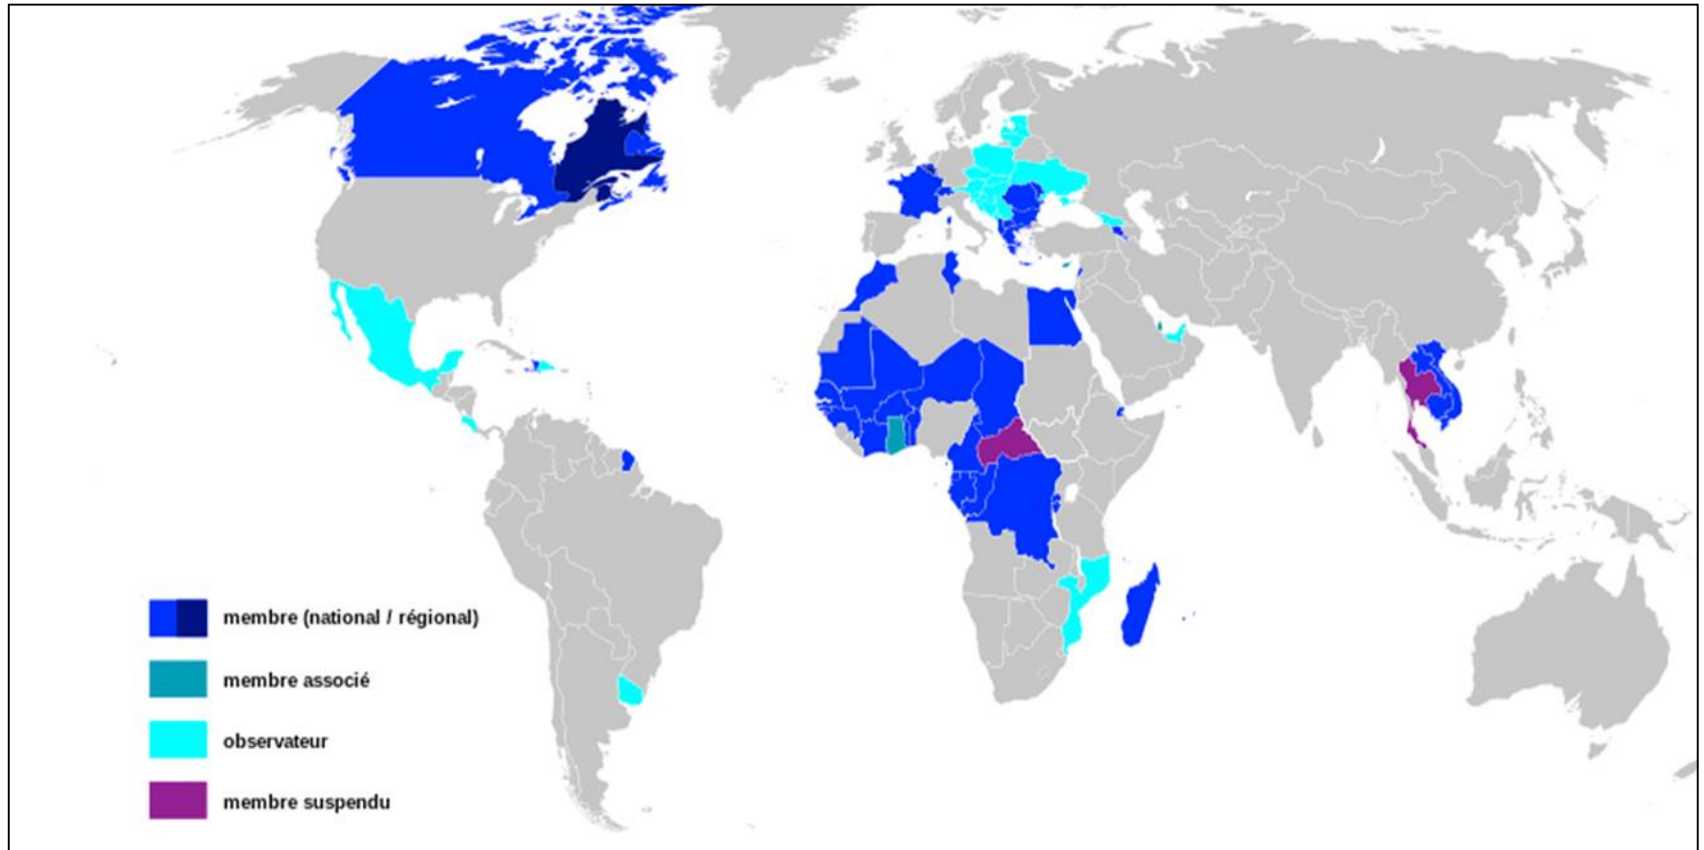 membre (national / régional)
membre associé
observateur
membre suspendu